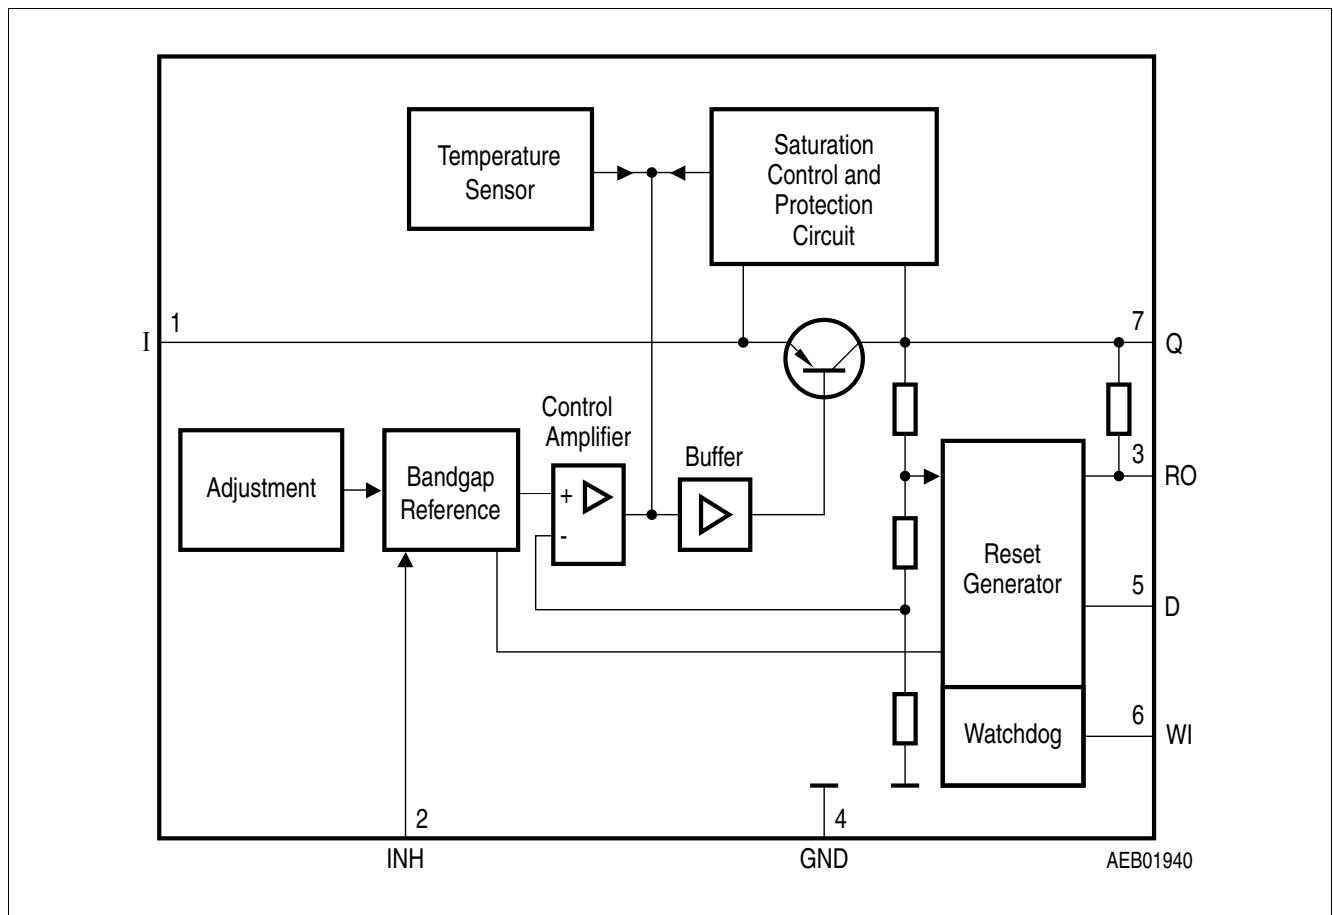 Temperature
Sensor
Saturation
Control and
Protection
Circuit
1
I
7
Q
Control
Amplifier
Buffer
Adjustment
Bandgap
Reference
+
-
3
RO
Reset
Generator
5
D
Watchdog
6
WI
2
INH
4
GND
AEB01940